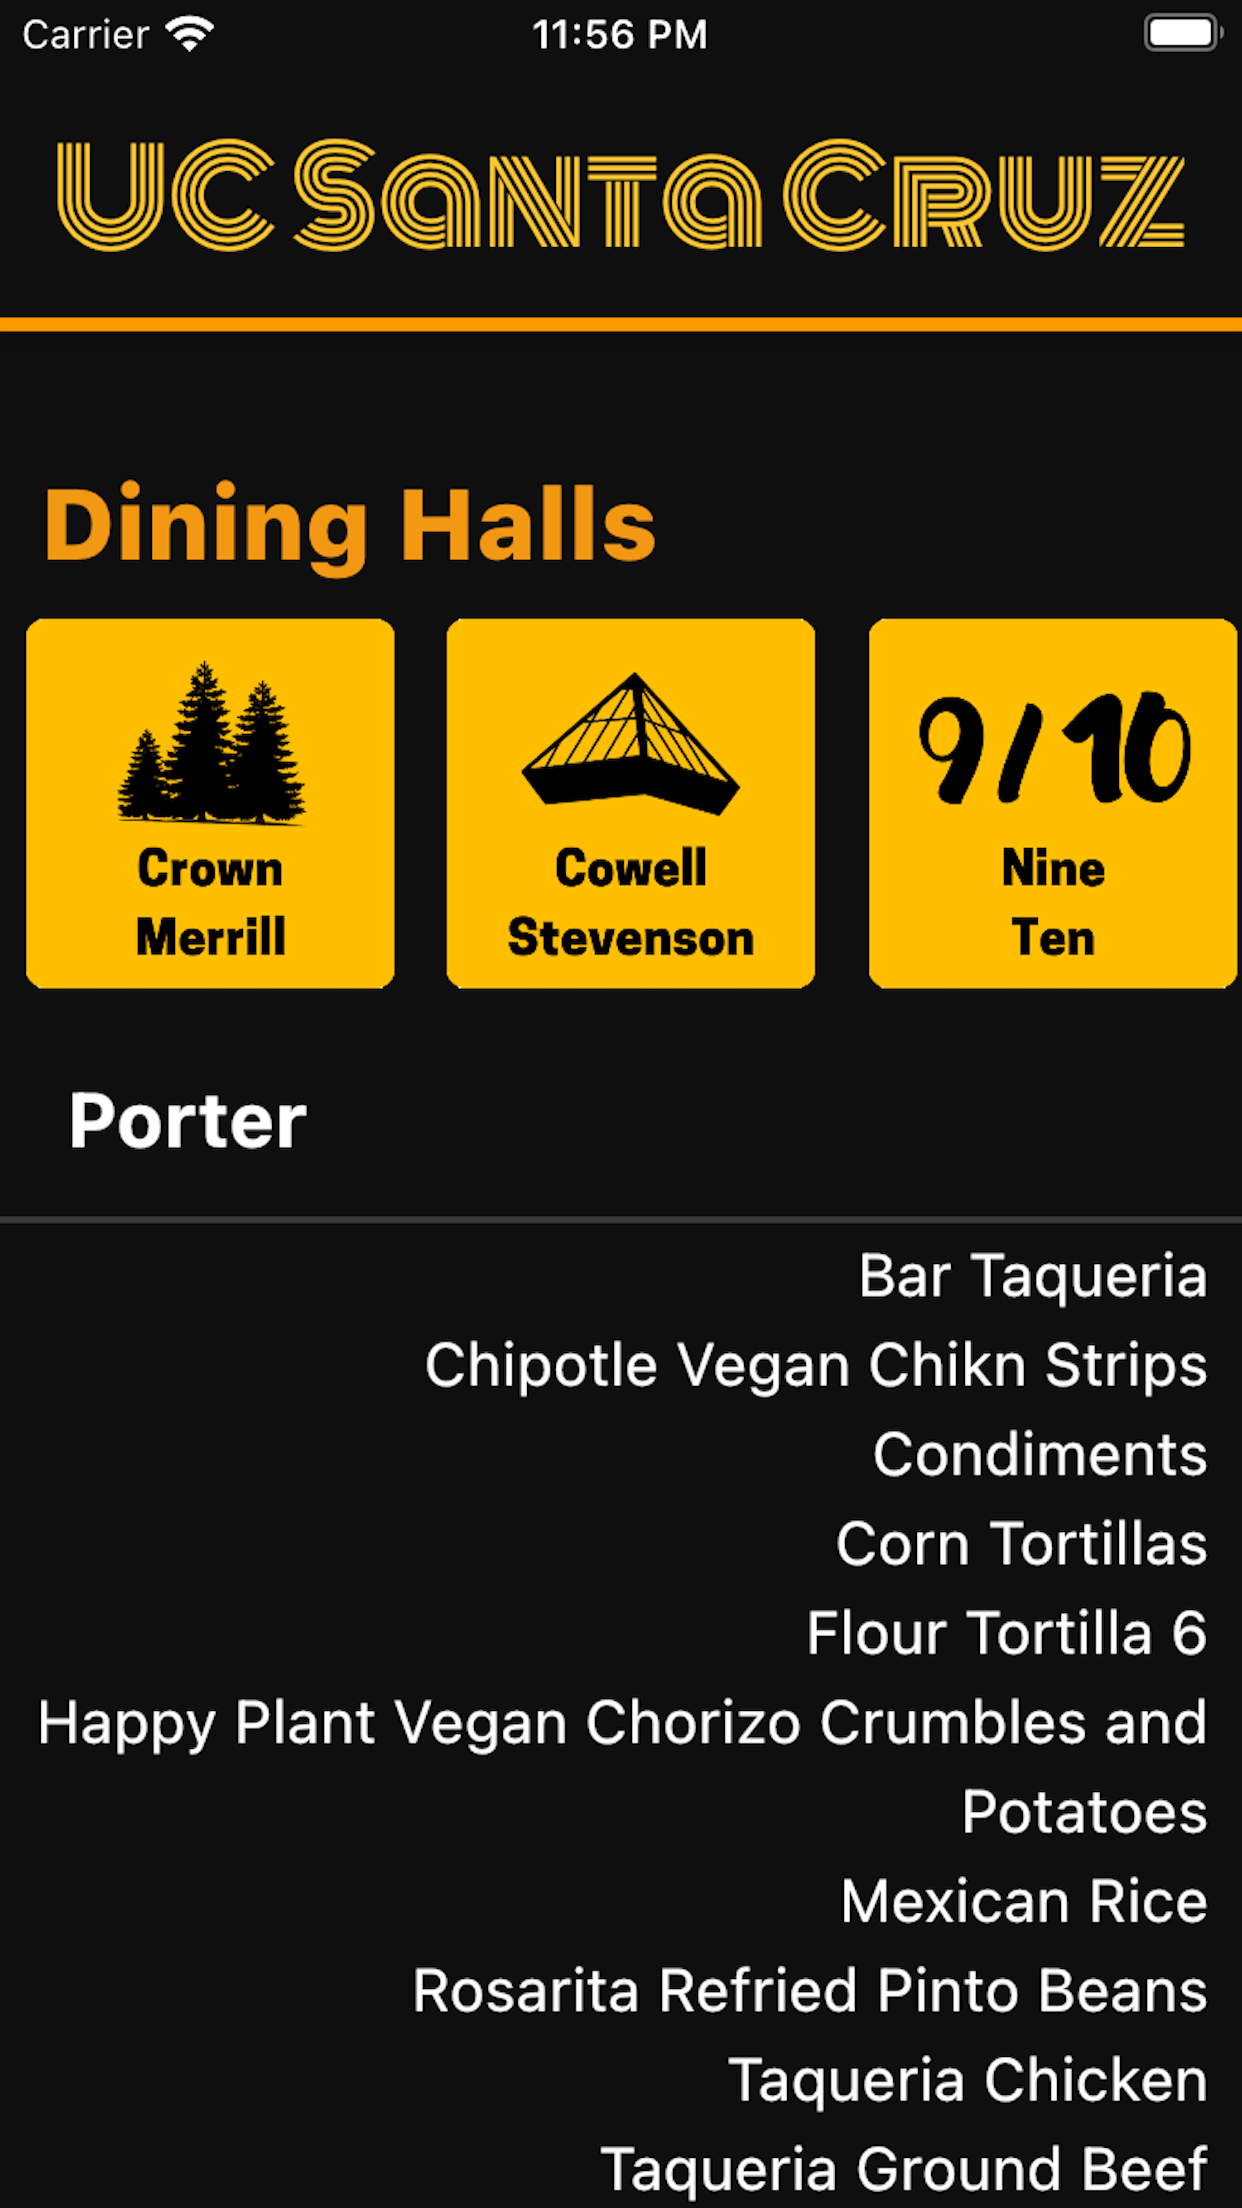 Carrier 11:56 PM
UC Santa Cruz
Dining Halls
Crown
Merrill
Cowell
Stevenson
9/10
Nine
Ten
Porter
Bar Taqueria
Chipotle Vegan Chikn Strips
Condiments
Corn Tortillas
Flour Tortilla 6
Happy Plant Vegan Chorizo Crumbles and
Potatoes
Mexican Rice
Rosarita Refried Pinto Beans
Taqueria Chicken
Taqueria Ground Beef